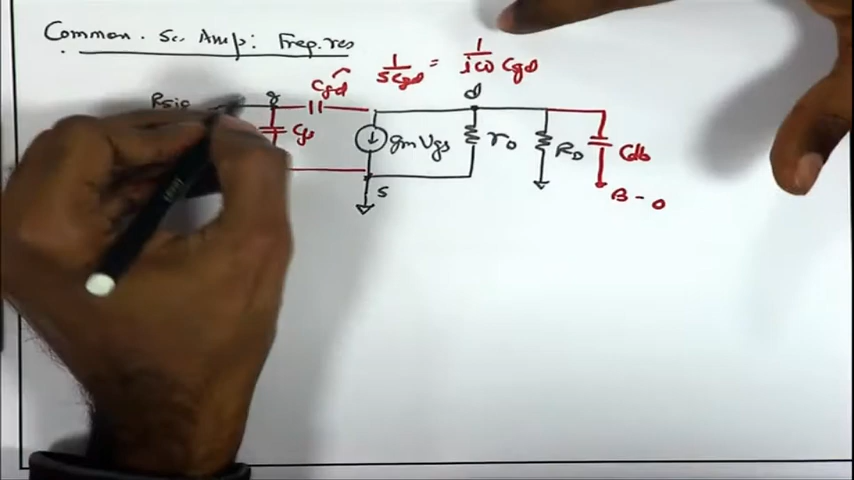 Common. Sc. Amp: Freq. res
1/sCgd = 1/jω Cgd
Cgd
d
Rsig g
Cgs
gm Vgs
ro
RD
Cdb
S
B - 0